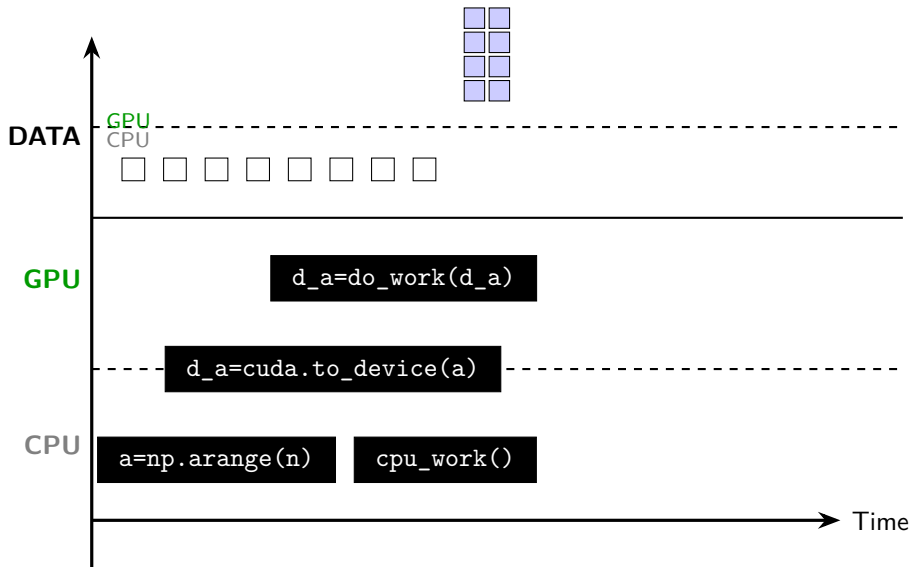 GPU
DATA
CPU
GPU
d_a=do_work(d_a)
d_a=cuda.to_device(a)
CPU
a=np.arange(n)
cpu_work()
Time